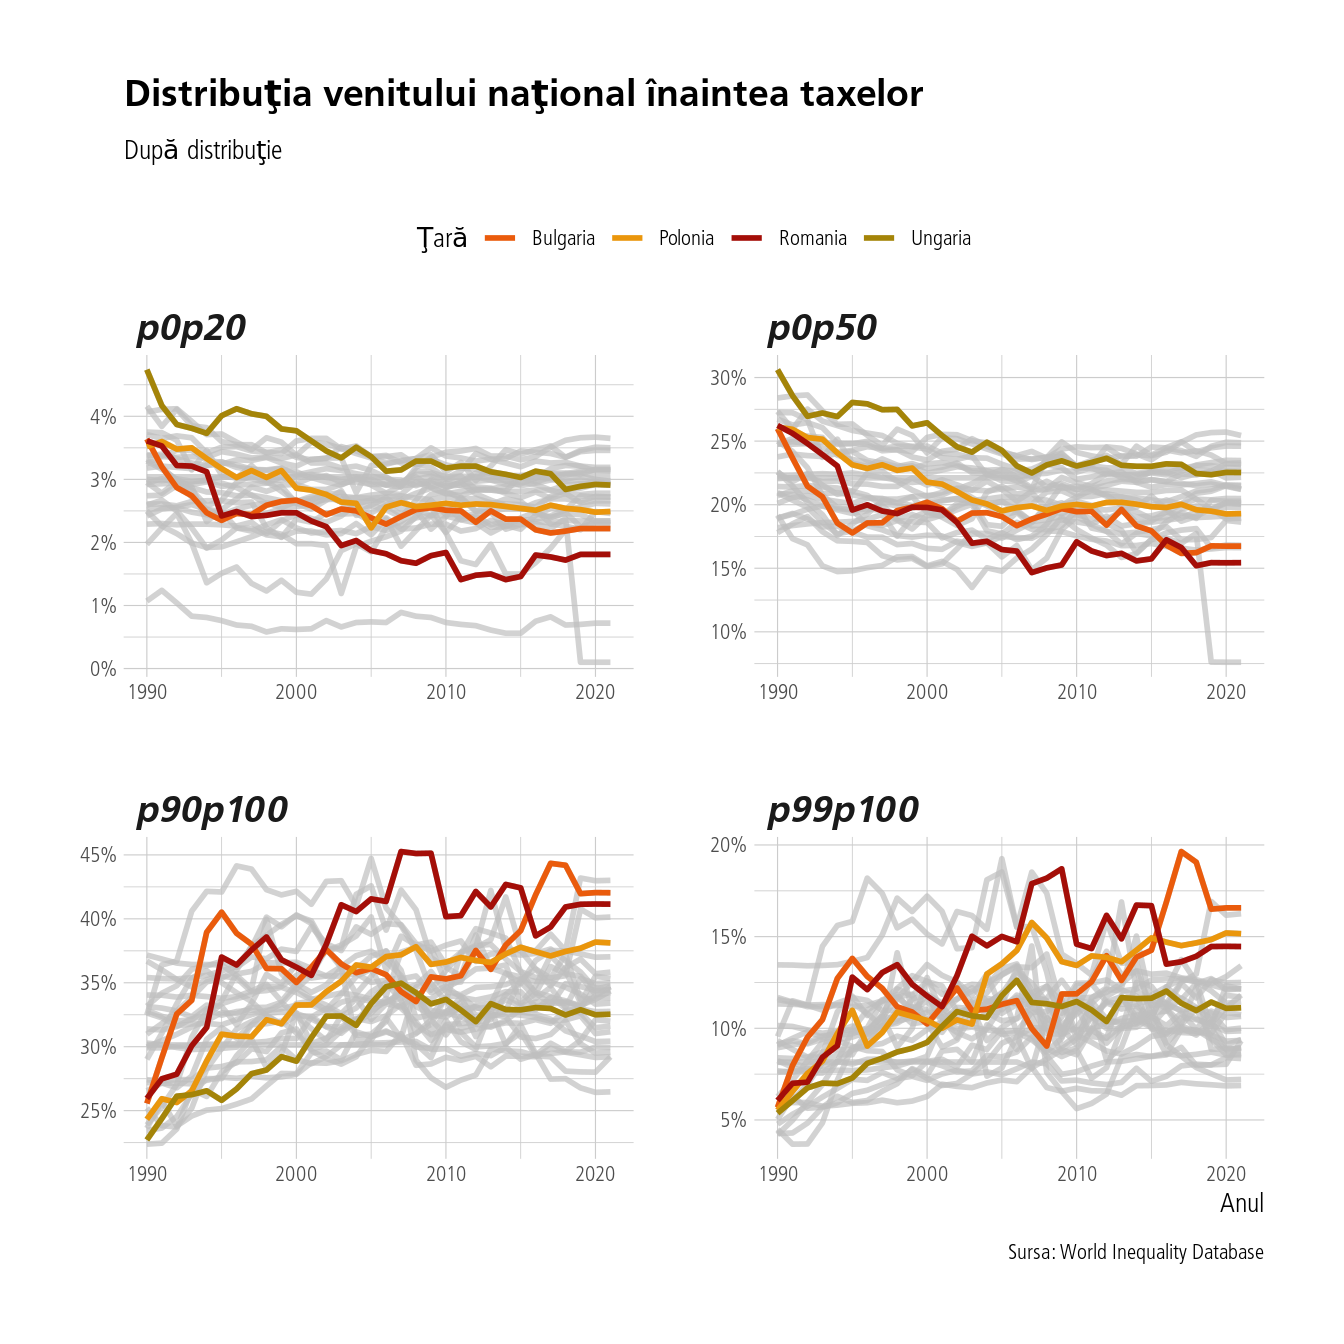 Distribuţia venitului naţional înaintea taxelor
După distribuţie
Ţară Bulgaria Polonia Romania Ungaria
p0p20 p0p50
4%
3%
2%
1%
0%
1990 2000 2010 2020
30%
25%
20%
15%
10%
1990 2000 2010 2020
p90p100 p99p100
45%
40%
35%
30%
25%
1990 2000 2010 2020
20%
15%
10%
5%
1990 2000 2010 2020
Anul
Sursa: World Inequality Database